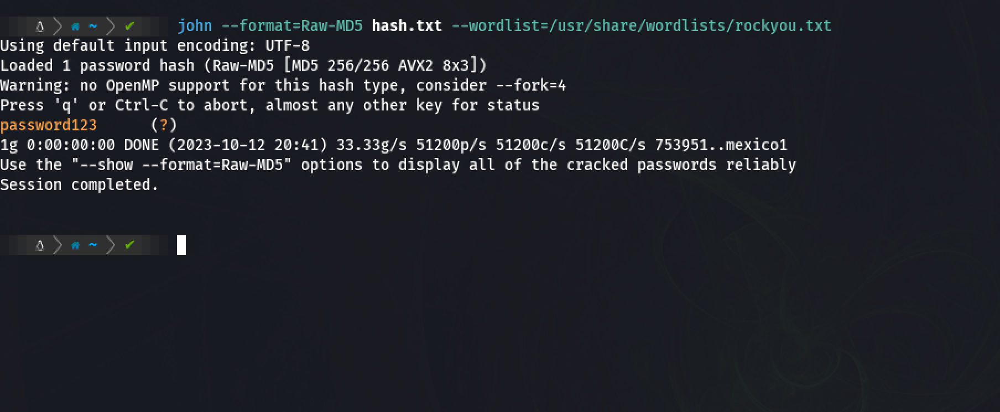 ~ ✔ john --format=Raw-MD5 hash.txt --wordlist=/usr/share/wordlists/rockyou.txt
Using default input encoding: UTF-8
Loaded 1 password hash (Raw-MD5 [MD5 256/256 AVX2 8x3])
Warning: no OpenMP support for this hash type, consider --fork=4
Press 'q' or Ctrl-C to abort, almost any other key for status
password123      (?)
1g 0:00:00:00 DONE (2023-10-12 20:41) 33.33g/s 51200p/s 51200c/s 51200C/s 753951..mexico1
Use the "--show --format=Raw-MD5" options to display all of the cracked passwords reliably
Session completed.
~ ✔